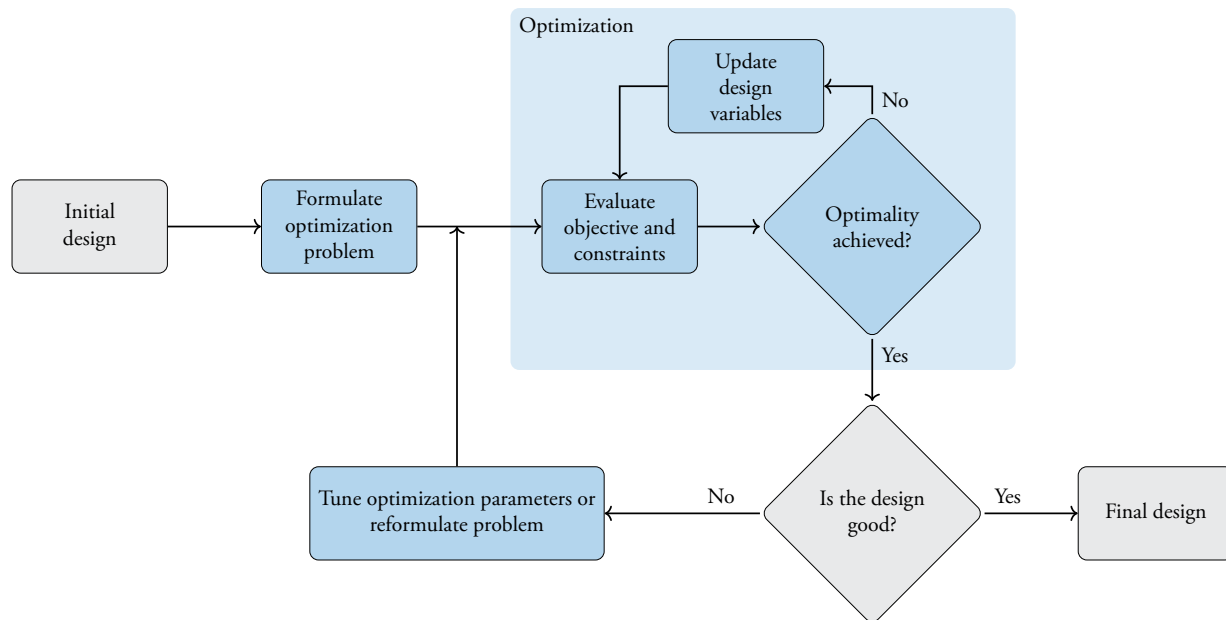 Optimization
Update
design
variables
No
Initial
design
Formulate
optimization
problem
Evaluate
objective and
constraints
Optimality
achieved?
Yes
Tune optimization parameters or
reformulate problem
No
Is the design
good?
Yes
Final design